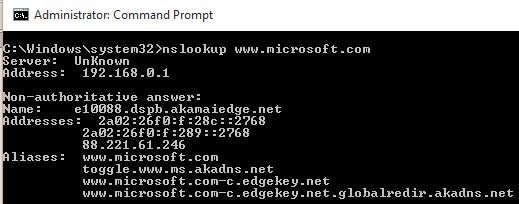 Administrator: Command Prompt
C:\Windows\system32>nslookup www.microsoft.com
Server:  UnKnown
Address:  192.168.0.1
Non-authoritative answer:
Name:    e10088.dspb.akamaiedge.net
Addresses:  2a02:26f0:f:28c::2768
2a02:26f0:f:289::2768
88.221.61.246
Aliases:  www.microsoft.com
toggle.www.ms.akadns.net
www.microsoft.com-c.edgekey.net
www.microsoft.com-c.edgekey.net.globalredir.akadns.net